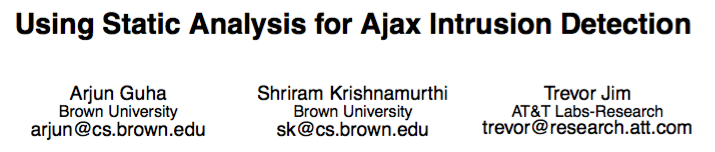 Using Static Analysis for Ajax Intrusion Detection
Arjun Guha
Brown University
arjun@cs.brown.edu
Shriram Krishnamurthi
Brown University
sk@cs.brown.edu
Trevor Jim
AT&T Labs-Research
trevor@research.att.com